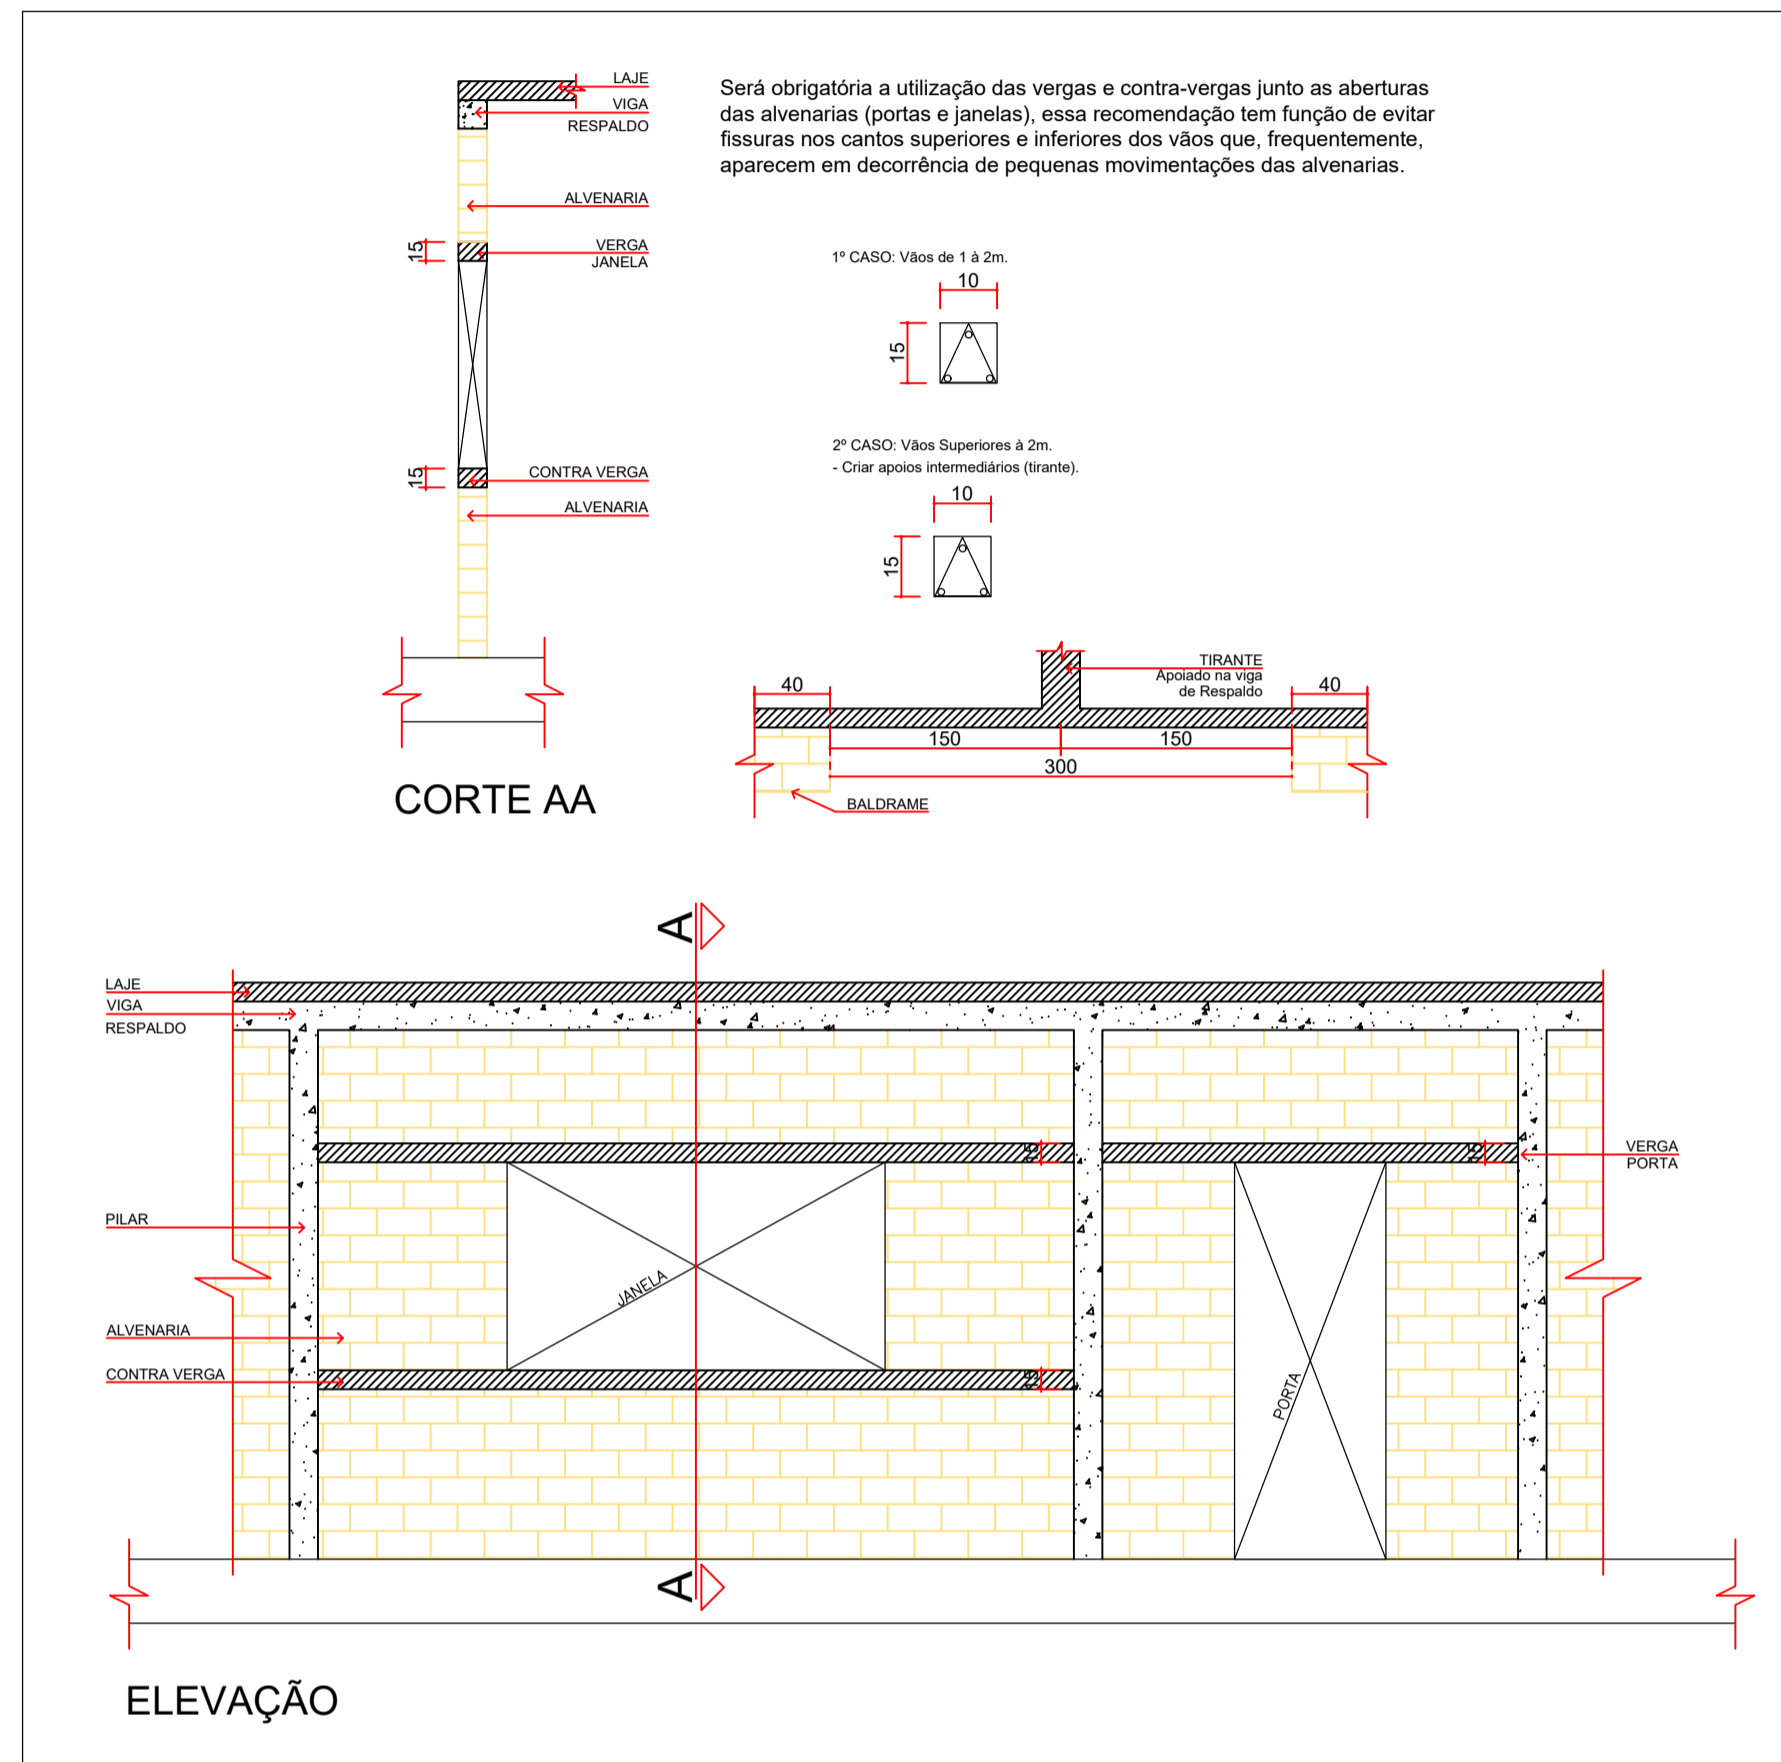 LAJE
VIGA
RESPALDO
ALVENARIA
15
VERGA
JANELA
15
CONTRA VERGA
ALVENARIA
CORTE AA
Será obrigatória a utilização das vergas e contra-vergas junto as aberturas
das alvenarias (portas e janelas), essa recomendação tem função de evitar
fissuras nos cantos superiores e inferiores dos vãos que, frequentemente,
aparecem em decorrência de pequenas movimentações das alvenarias.
1º CASO: Vãos de 1 à 2m.
10
15
2º CASO: Vãos Superiores à 2m.
- Criar apoios intermediários (tirante).
10
15
TIRANTE
Apoiado na viga
de Respaldo
40
40
150
150
300
BALDRAME
A
LAJE
VIGA
RESPALDO
15
15
VERGA
PORTA
PILAR
JANELA
ALVENARIA
CONTRA VERGA
15
PORTA
A
ELEVAÇÃO